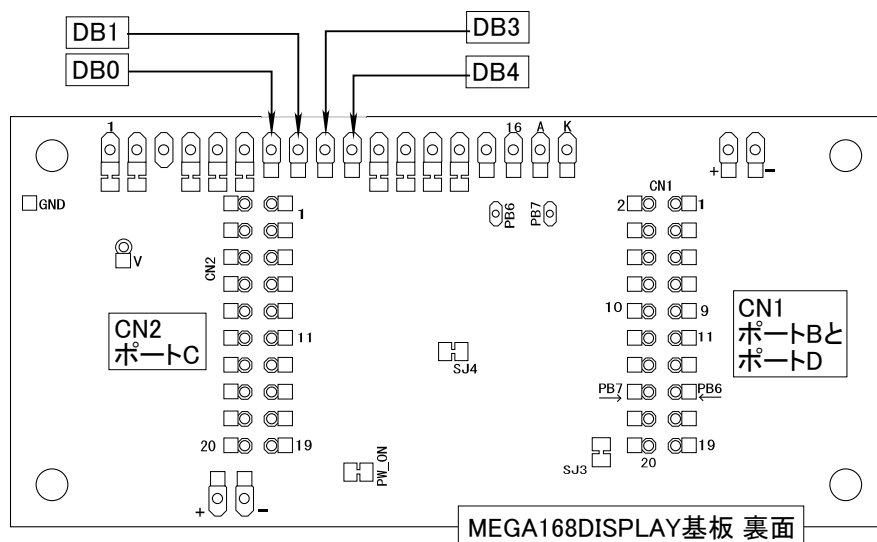 DB1
DB3
DB0
DB4
1
16
A
K
+
-
GND
CN1
2
1
1
PB6
PB7
V
CN2
10
9
CN2
ポートC
11
11
CN1
ポートBと
ポートD
SJ4
PB7
PB6
20
19
19
PW_ON
SJ3
20
+
-
MEGA168DISPLAY基板 裏面